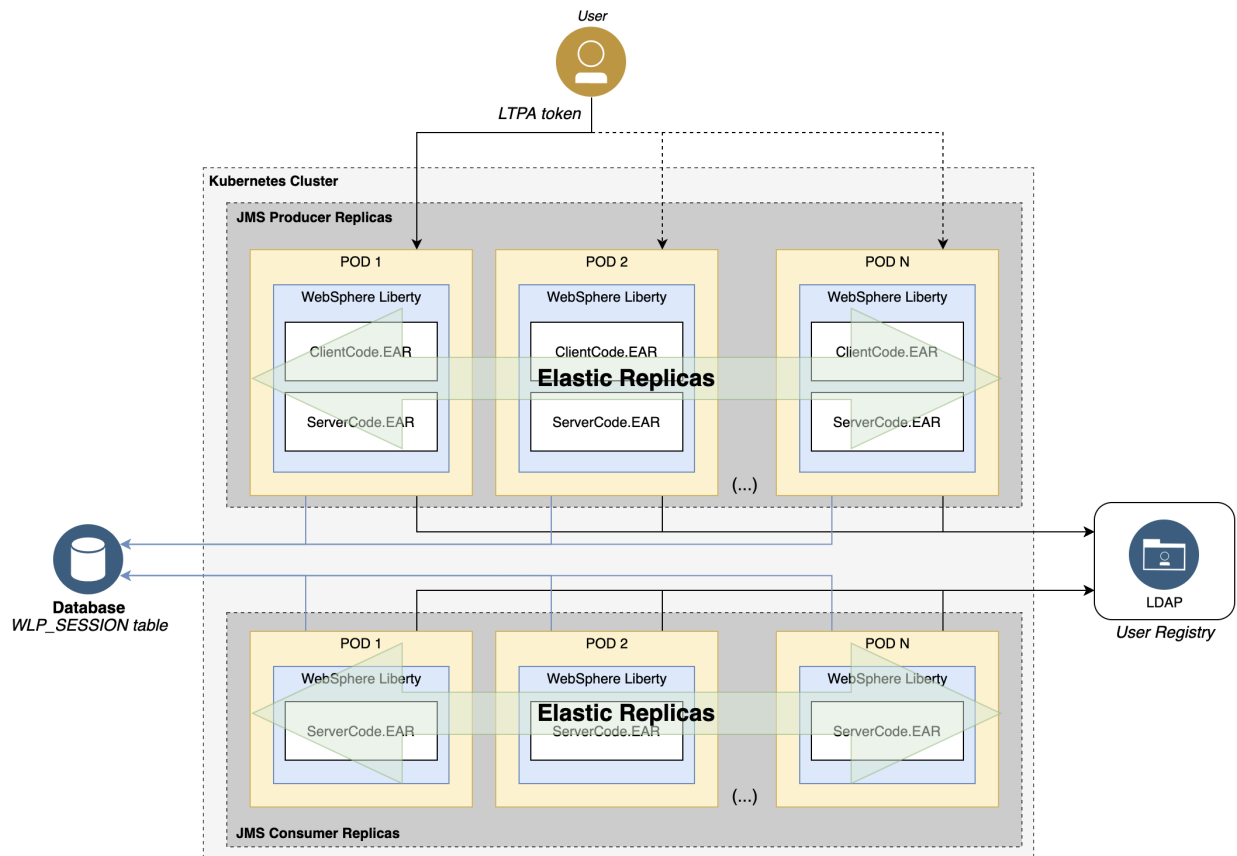 User
LTPA token
Kubernetes Cluster
JMS Producer Replicas
POD 1
POD 2
POD N
WebSphere Liberty
WebSphere Liberty
WebSphere Liberty
ClientCode.EAR
ClientCode.EAR
ClientCode.EAR
Elastic Replicas
ServerCode.EAR
ServerCode.EAR
ServerCode.EAR
(...)
Database
WLP_SESSION table
LDAP
User Registry
POD 1
POD 2
POD N
WebSphere Liberty
WebSphere Liberty
WebSphere Liberty
Elastic Replicas
ServerCode.EAR
ServerCode.EAR
ServerCode.EAR
(...)
JMS Consumer Replicas